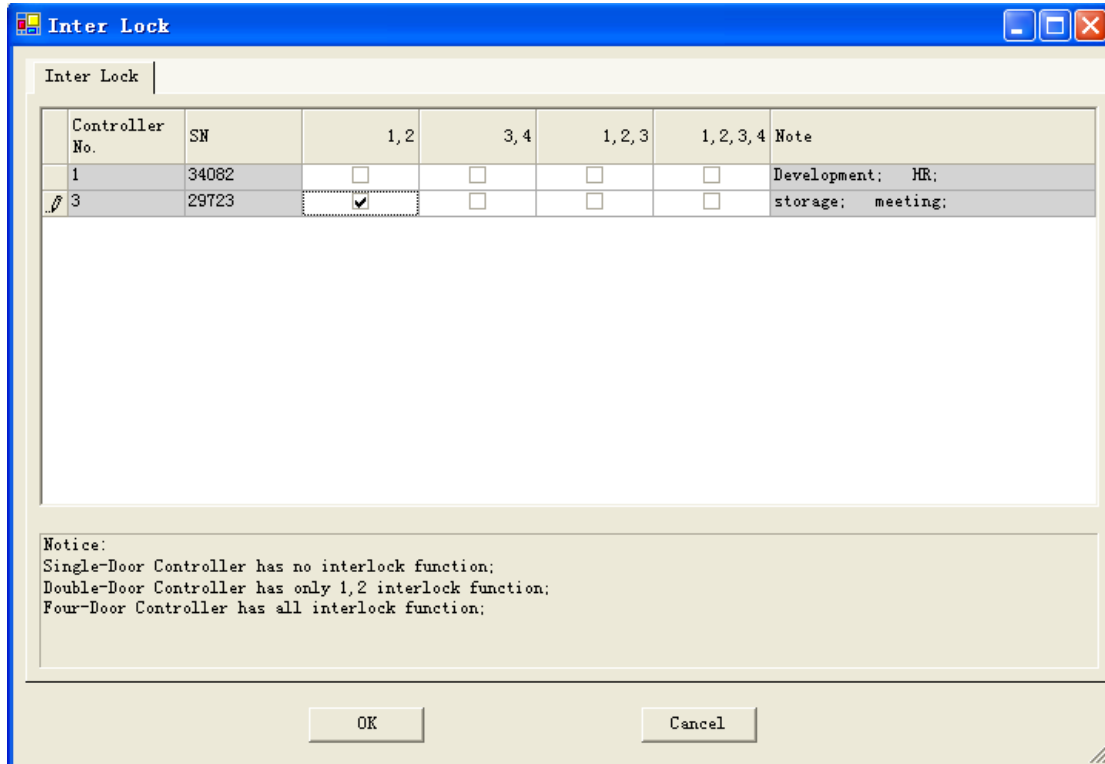 Inter Lock
Inter Lock
Controller No. SN 1,2 3,4 1,2,3 1,2,3,4 Note
1 34082 Development; HR;
3 29723 storage; meeting;
Notice:
Single-Door Controller has no interlock function;
Double-Door Controller has only 1,2 interlock function;
Four-Door Controller has all interlock function;
OK Cancel